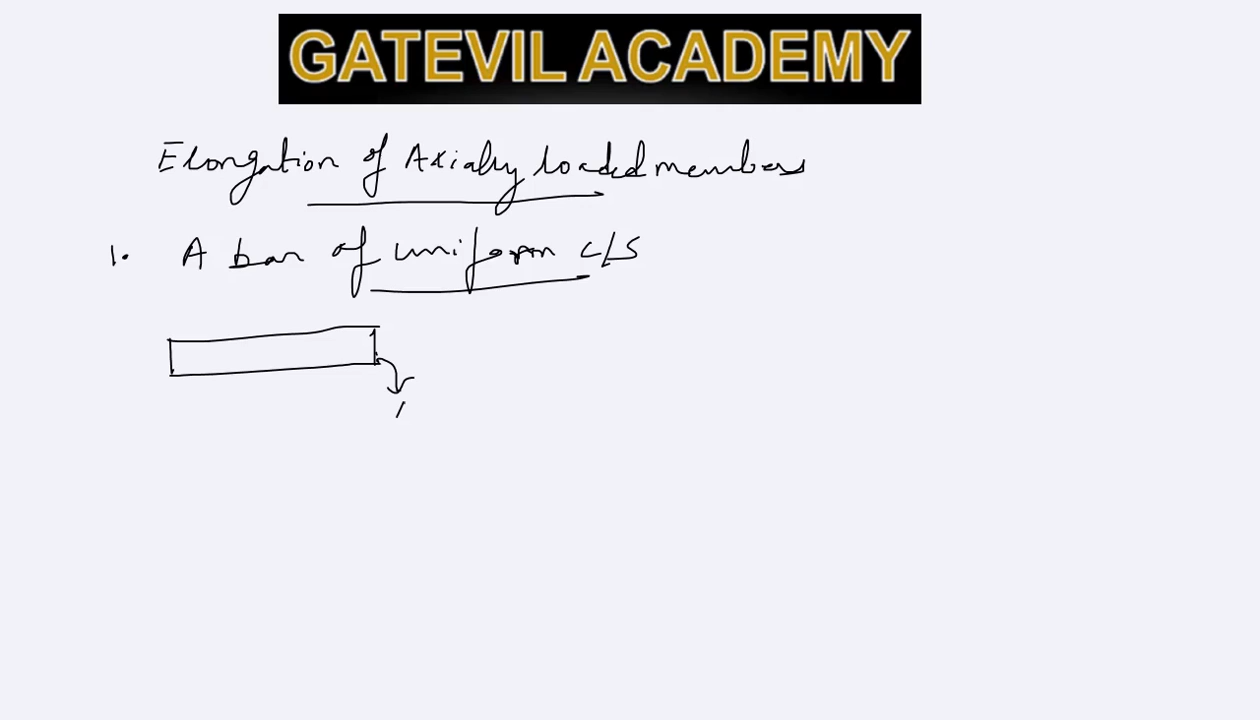 GATEVIL ACADEMY
Elongation of Axially loaded members
1. A bar of uniform c/s